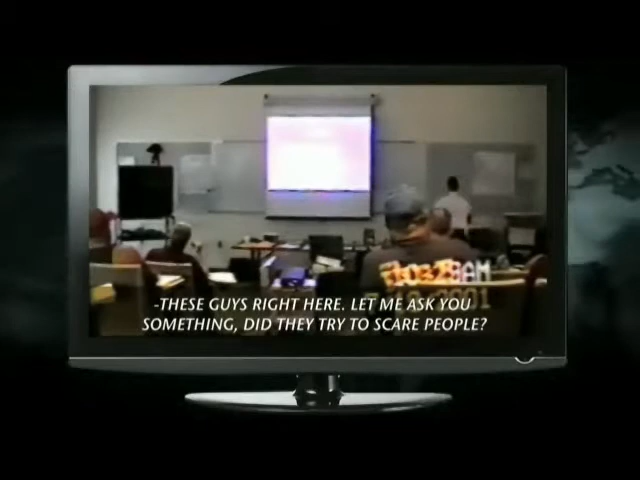 -THESE GUYS RIGHT HERE. LET ME ASK YOU
SOMETHING, DID THEY TRY TO SCARE PEOPLE?